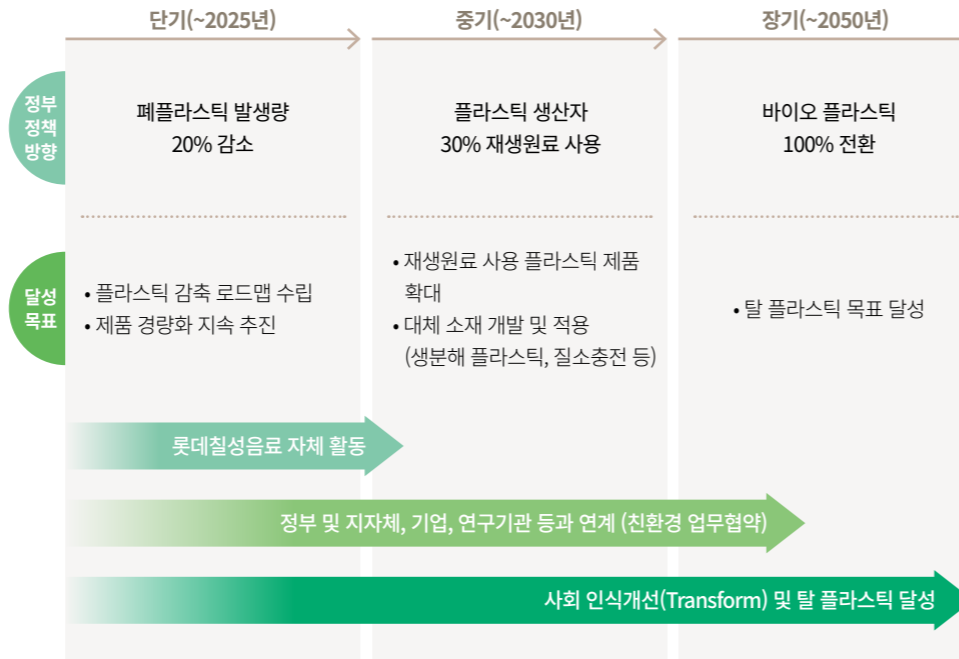 단기(~2025년)
중기(~2030년)
장기(~2050년)
정부
정책
방향
폐플라스틱 발생량
20% 감소
플라스틱 생산자
30% 재생원료 사용
바이오 플라스틱
100% 전환
달성
목표
• 플라스틱 감축 로드맵 수립
• 제품 경량화 지속 추진
• 재생원료 사용 플라스틱 제품
확대
• 대체 소재 개발 및 적용
(생분해 플라스틱, 질소충전 등)
• 탈 플라스틱 목표 달성
롯데칠성음료 자체 활동
정부 및 지자체, 기업, 연구기관 등과 연계 (친환경 업무협약)
사회 인식개선(Transform) 및 탈 플라스틱 달성